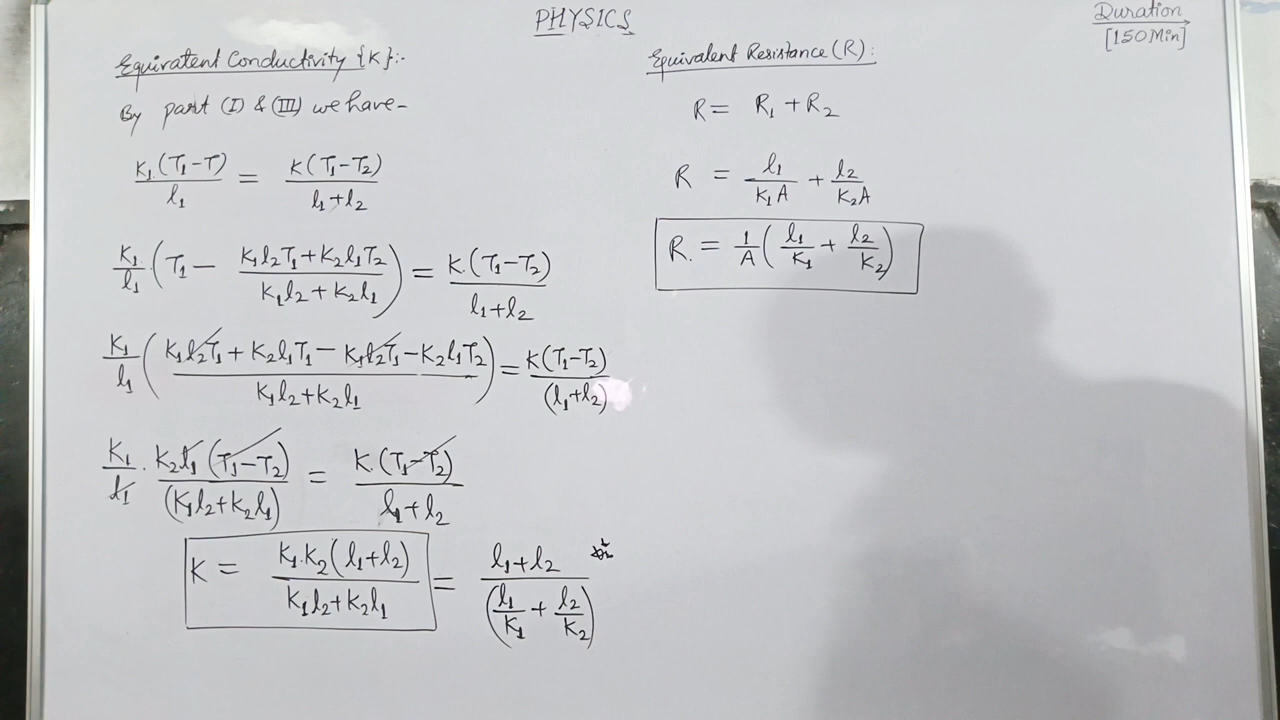 PHYSICS
Duration
[150 Min]
Equivalent Conductivity {K}:-
By part (I) & (III) we have-
K₁(T₁-T)/l₁ = K(T₁-T₂)/l₁+l₂
K₁/l₁ (T₁ - K₁l₂T₁+K₂l₁T₂/K₁l₂+K₂l₁) = K.(T₁-T₂)/l₁+l₂
K₁/l₁ (K₁l₂T₁+K₂l₁T₁-K₁l₂T₁-K₂l₁T₂/K₁l₂+K₂l₁) = K(T₁-T₂)/(l₁+l₂)
K₁/l₁ . K₂l₁(T₁-T₂)/(K₁l₂+K₂l₁) = K.(T₁-T₂)/l₁+l₂
K = K₁.K₂(l₁+l₂)/K₁l₂+K₂l₁ = l₁+l₂/(l₁/K₁ + l₂/K₂)
Equivalent Resistance (R):
R = R₁ + R₂
R = l₁/K₁A + l₂/K₂A
R. = 1/A (l₁/K₁ + l₂/K₂)